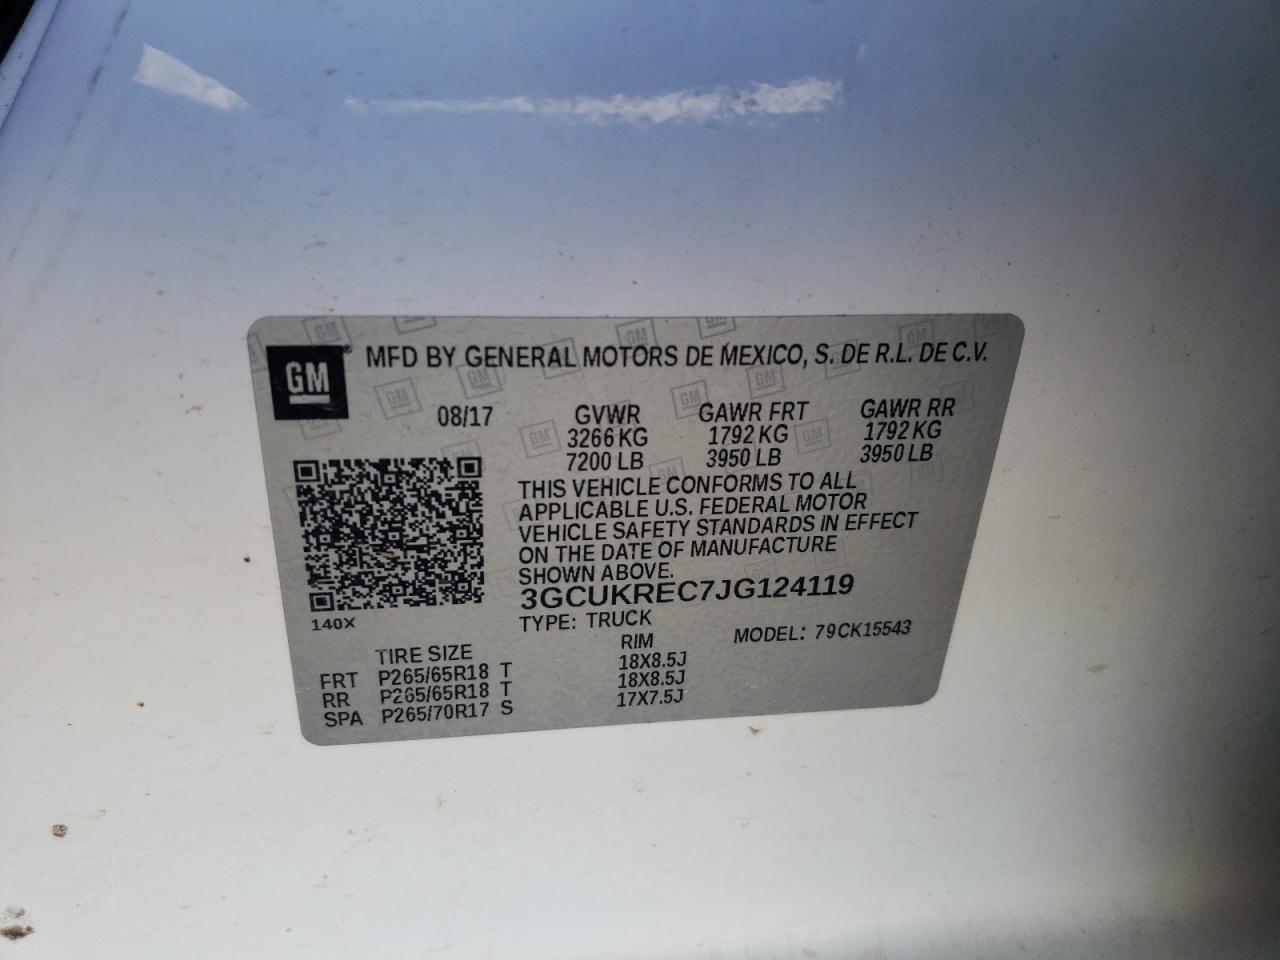 GM® MFD BY GENERAL MOTORS DE MEXICO, S. DE R.L. DE C.V.
08/17 GVWR GAWR FRT GAWR RR
3266 KG 1792 KG 1792 KG
7200 LB 3950 LB 3950 LB
THIS VEHICLE CONFORMS TO ALL
APPLICABLE U.S. FEDERAL MOTOR
VEHICLE SAFETY STANDARDS IN EFFECT
ON THE DATE OF MANUFACTURE
SHOWN ABOVE.
3GCUKREC7JG124119
140X
TYPE: TRUCK MODEL: 79CK15543
TIRE SIZE RIM
FRT P265/65R18 T 18X8.5J
RR P265/65R18 T 18X8.5J
SPA P265/70R17 S 17X7.5J